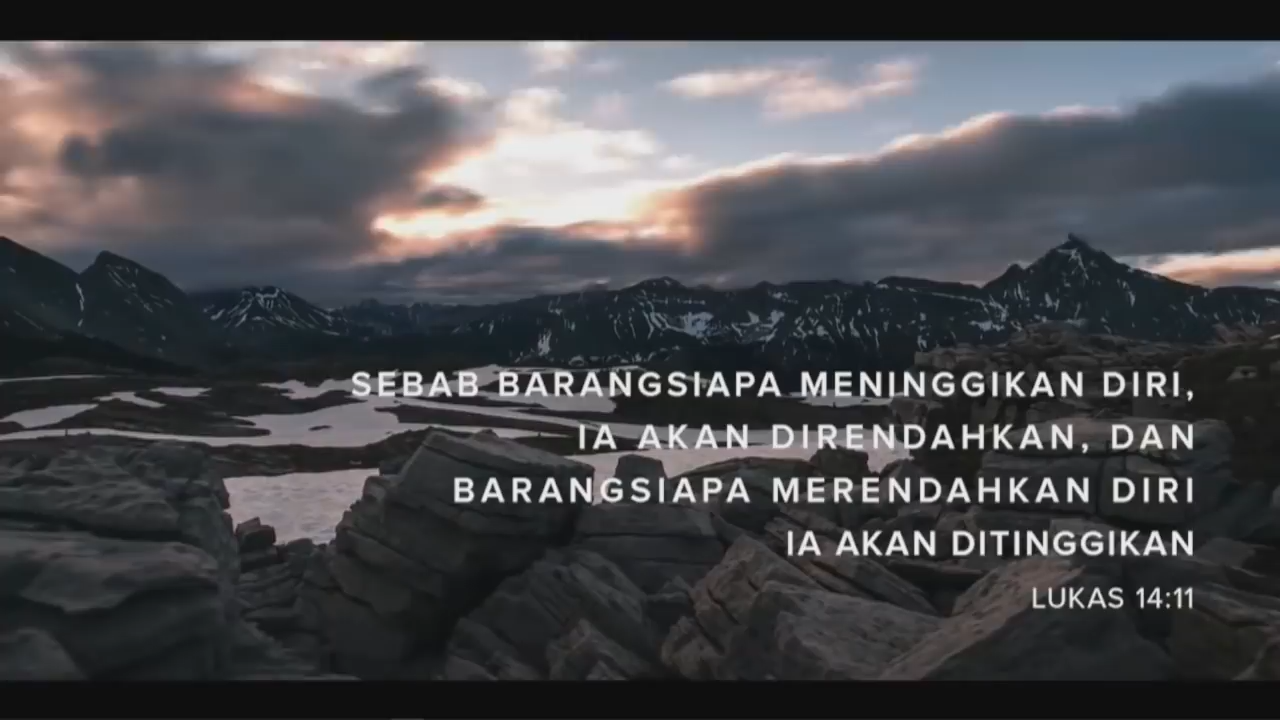 SEBAB BARANGSIAPA MENINGGIKAN DIRI,
IA AKAN DIRENDAHKAN, DAN
BARANGSIAPA MERENDAHKAN DIRI
IA AKAN DITINGGIKAN
LUKAS 14:11